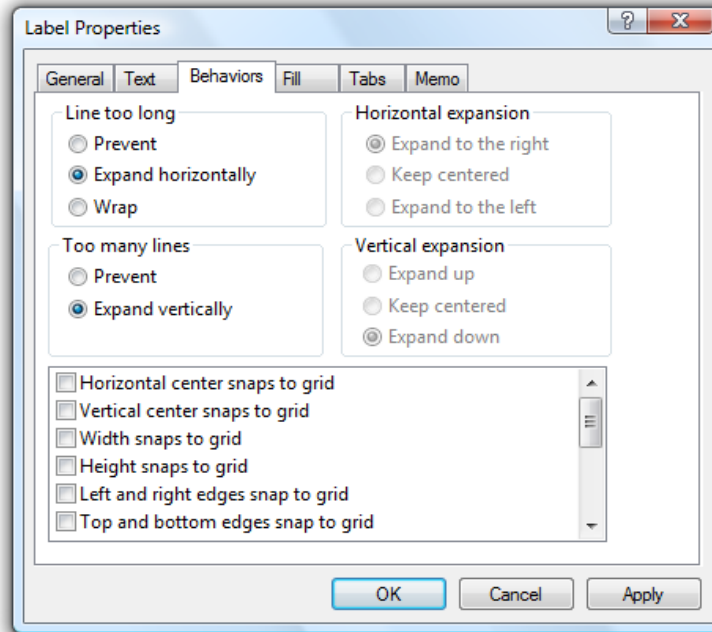 Label Properties
?
General Text Behaviors Fill Tabs Memo
Line too long
Prevent
Expand horizontally
Wrap
Horizontal expansion
Expand to the right
Keep centered
Expand to the left
Too many lines
Prevent
Expand vertically
Vertical expansion
Expand up
Keep centered
Expand down
Horizontal center snaps to grid
Vertical center snaps to grid
Width snaps to grid
Height snaps to grid
Left and right edges snap to grid
Top and bottom edges snap to grid
OK Cancel Apply